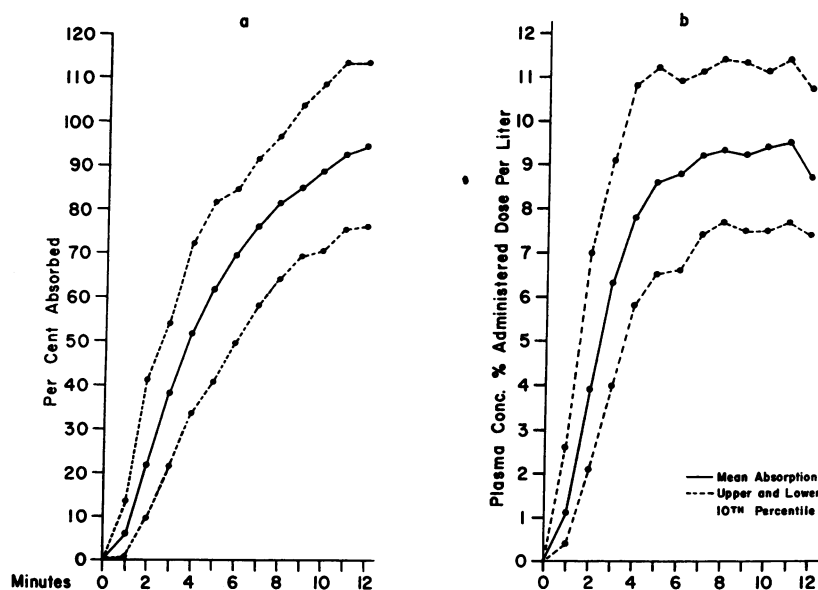 a
Per Cent Absorbed
120
110
100
90
80
70
60
50
40
30
20
10
0
Minutes
0 2 4 6 8 10 12
b
Plasma Conc. % Administered Dose Per Liter
12
11
10
9
8
7
6
5
4
3
2
1
0
Mean Absorption
Upper and Lower
10TH Percentile
0 2 4 6 8 10 12